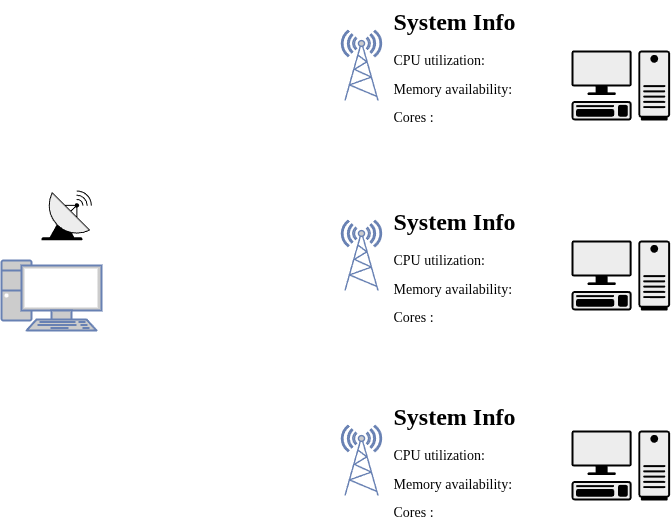 System Info
CPU utilization:
Memory availability:
Cores :
System Info
CPU utilization:
Memory availability:
Cores :
System Info
CPU utilization:
Memory availability:
Cores :